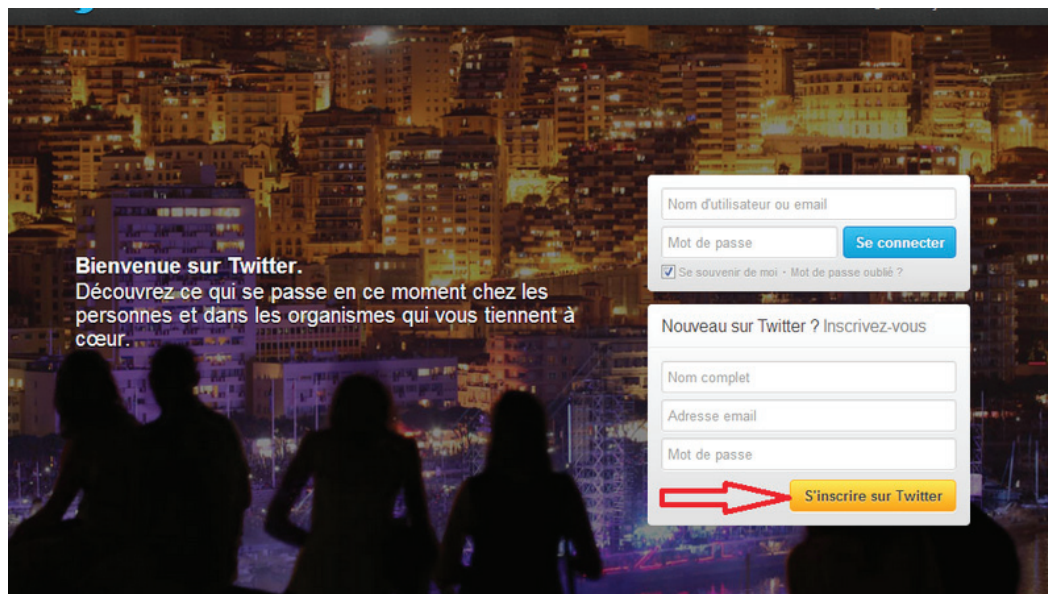 Bienvenue sur Twitter.
Découvrez ce qui se passe en ce moment chez les
personnes et dans les organismes qui vous tiennent à
cœur.
Nom d'utilisateur ou email
Mot de passe
Se connecter
Se souvenir de moi · Mot de passe oublié ?
Nouveau sur Twitter ? Inscrivez-vous
Nom complet
Adresse email
Mot de passe
S'inscrire sur Twitter